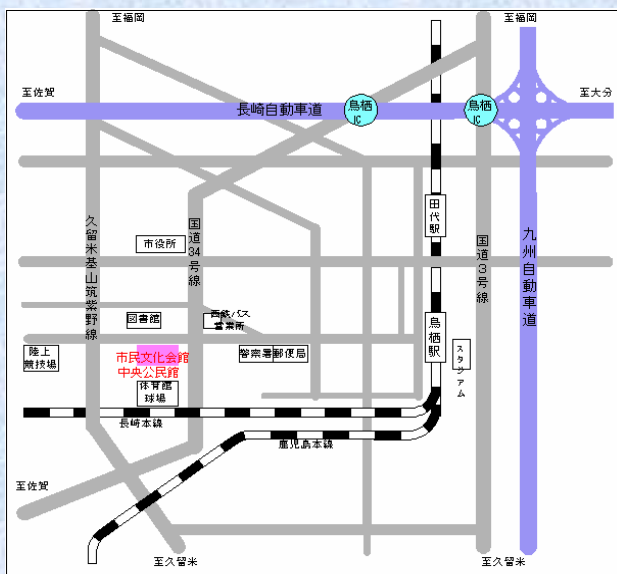 至福岡
至福岡
至佐賀
長崎自動車道
鳥栖
IC
鳥栖
IC
至大分
久留米基山筑紫野線
国道34号線
市役所
田代駅
国道3号線
九州自動車道
図書館
西鉄バス
営業所
陸上
競技場
市民文化会館
中央公民館
警察署
郵便局
鳥栖駅
スタジアム
体育館
球場
長崎本線
鹿児島本線
至佐賀
至久留米
至久留米